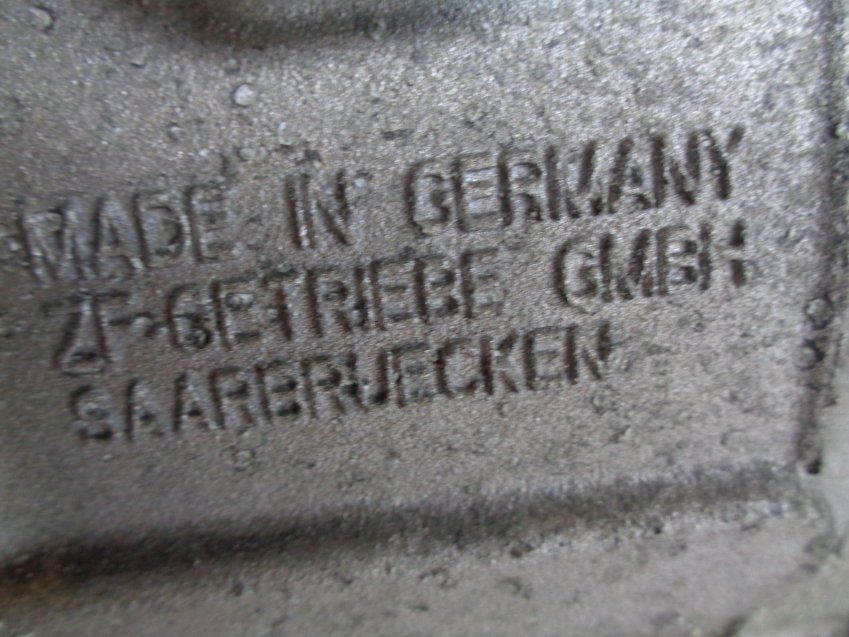 MADE IN GERMANY
ZF-GETRIEBE GMBH
SAARBRUECKEN